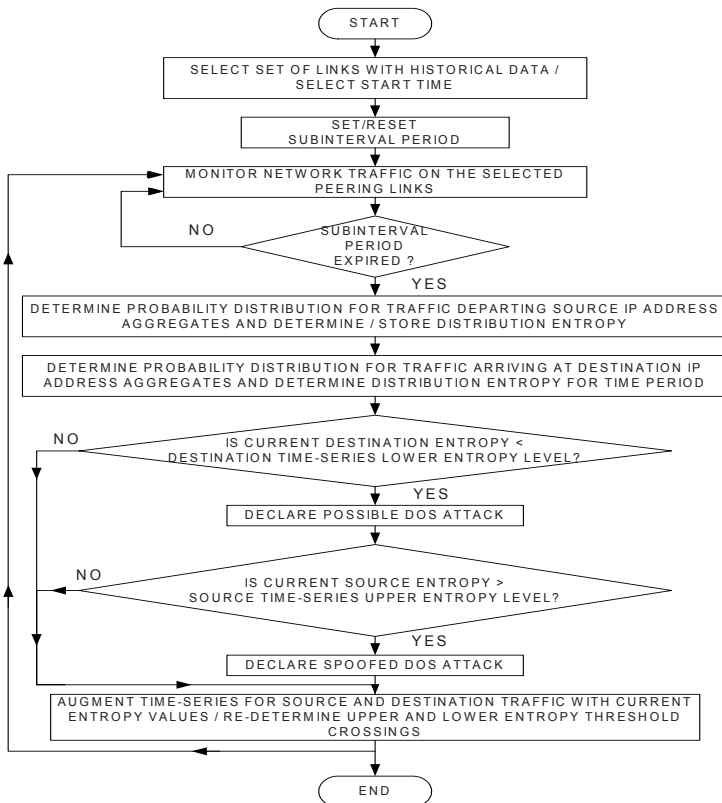 START
SELECT SET OF LINKS WITH HISTORICAL DATA /
SELECT START TIME
SET/RESET
SUBINTERVAL PERIOD
MONITOR NETWORK TRAFFIC ON THE SELECTED
PEERING LINKS
NO
SUBINTERVAL
PERIOD
EXPIRED ?
YES
DETERMINE PROBABILITY DISTRIBUTION FOR TRAFFIC DEPARTING SOURCE IP ADDRESS
AGGREGATES AND DETERMINE / STORE DISTRIBUTION ENTROPY
DETERMINE PROBABILITY DISTRIBUTION FOR TRAFFIC ARRIVING AT DESTINATION IP
ADDRESS AGGREGATES AND DETERMINE DISTRIBUTION ENTROPY FOR TIME PERIOD
NO
IS CURRENT DESTINATION ENTROPY <
DESTINATION TIME-SERIES LOWER ENTROPY LEVEL?
YES
DECLARE POSSIBLE DOS ATTACK
NO
IS CURRENT SOURCE ENTROPY >
SOURCE TIME-SERIES UPPER ENTROPY LEVEL?
YES
DECLARE SPOOFED DOS ATTACK
AUGMENT TIME-SERIES FOR SOURCE AND DESTINATION TRAFFIC WITH CURRENT
ENTROPY VALUES / RE-DETERMINE UPPER AND LOWER ENTROPY THRESHOLD
CROSSINGS
END